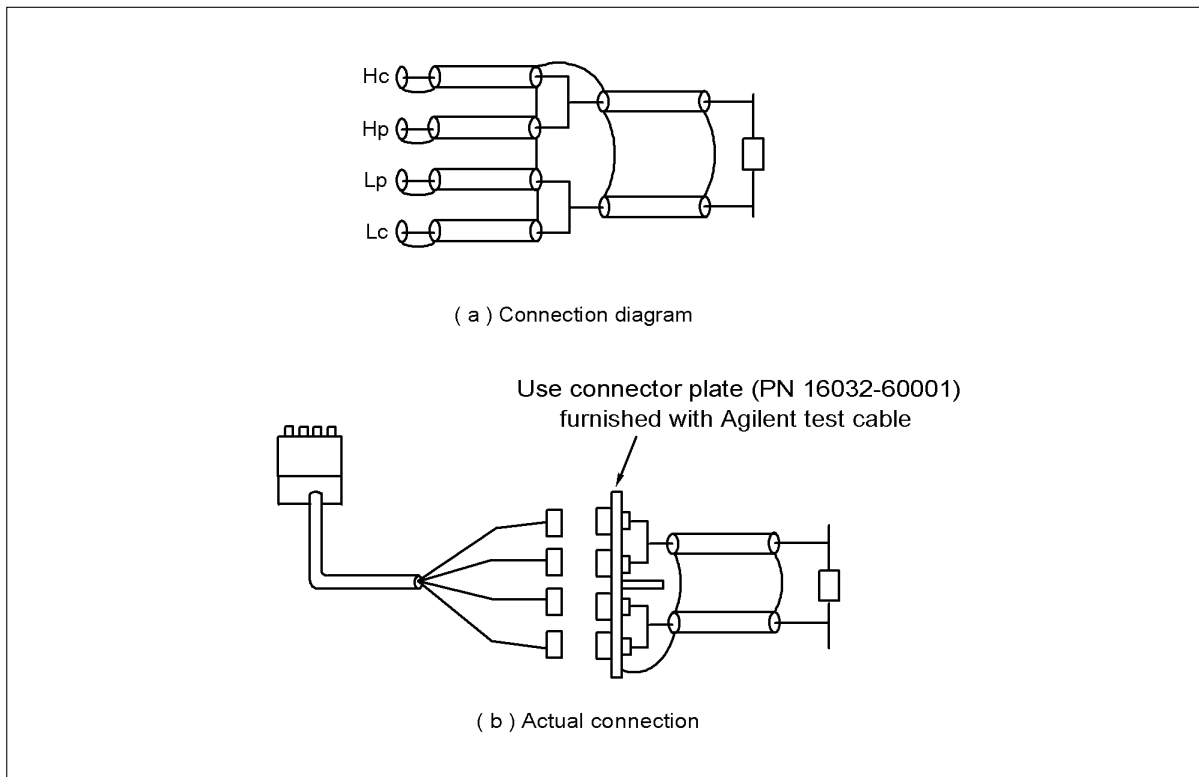 Hc
Hp
Lp
Lc
( a ) Connection diagram
Use connector plate (PN 16032-60001)
furnished with Agilent test cable
( b ) Actual connection